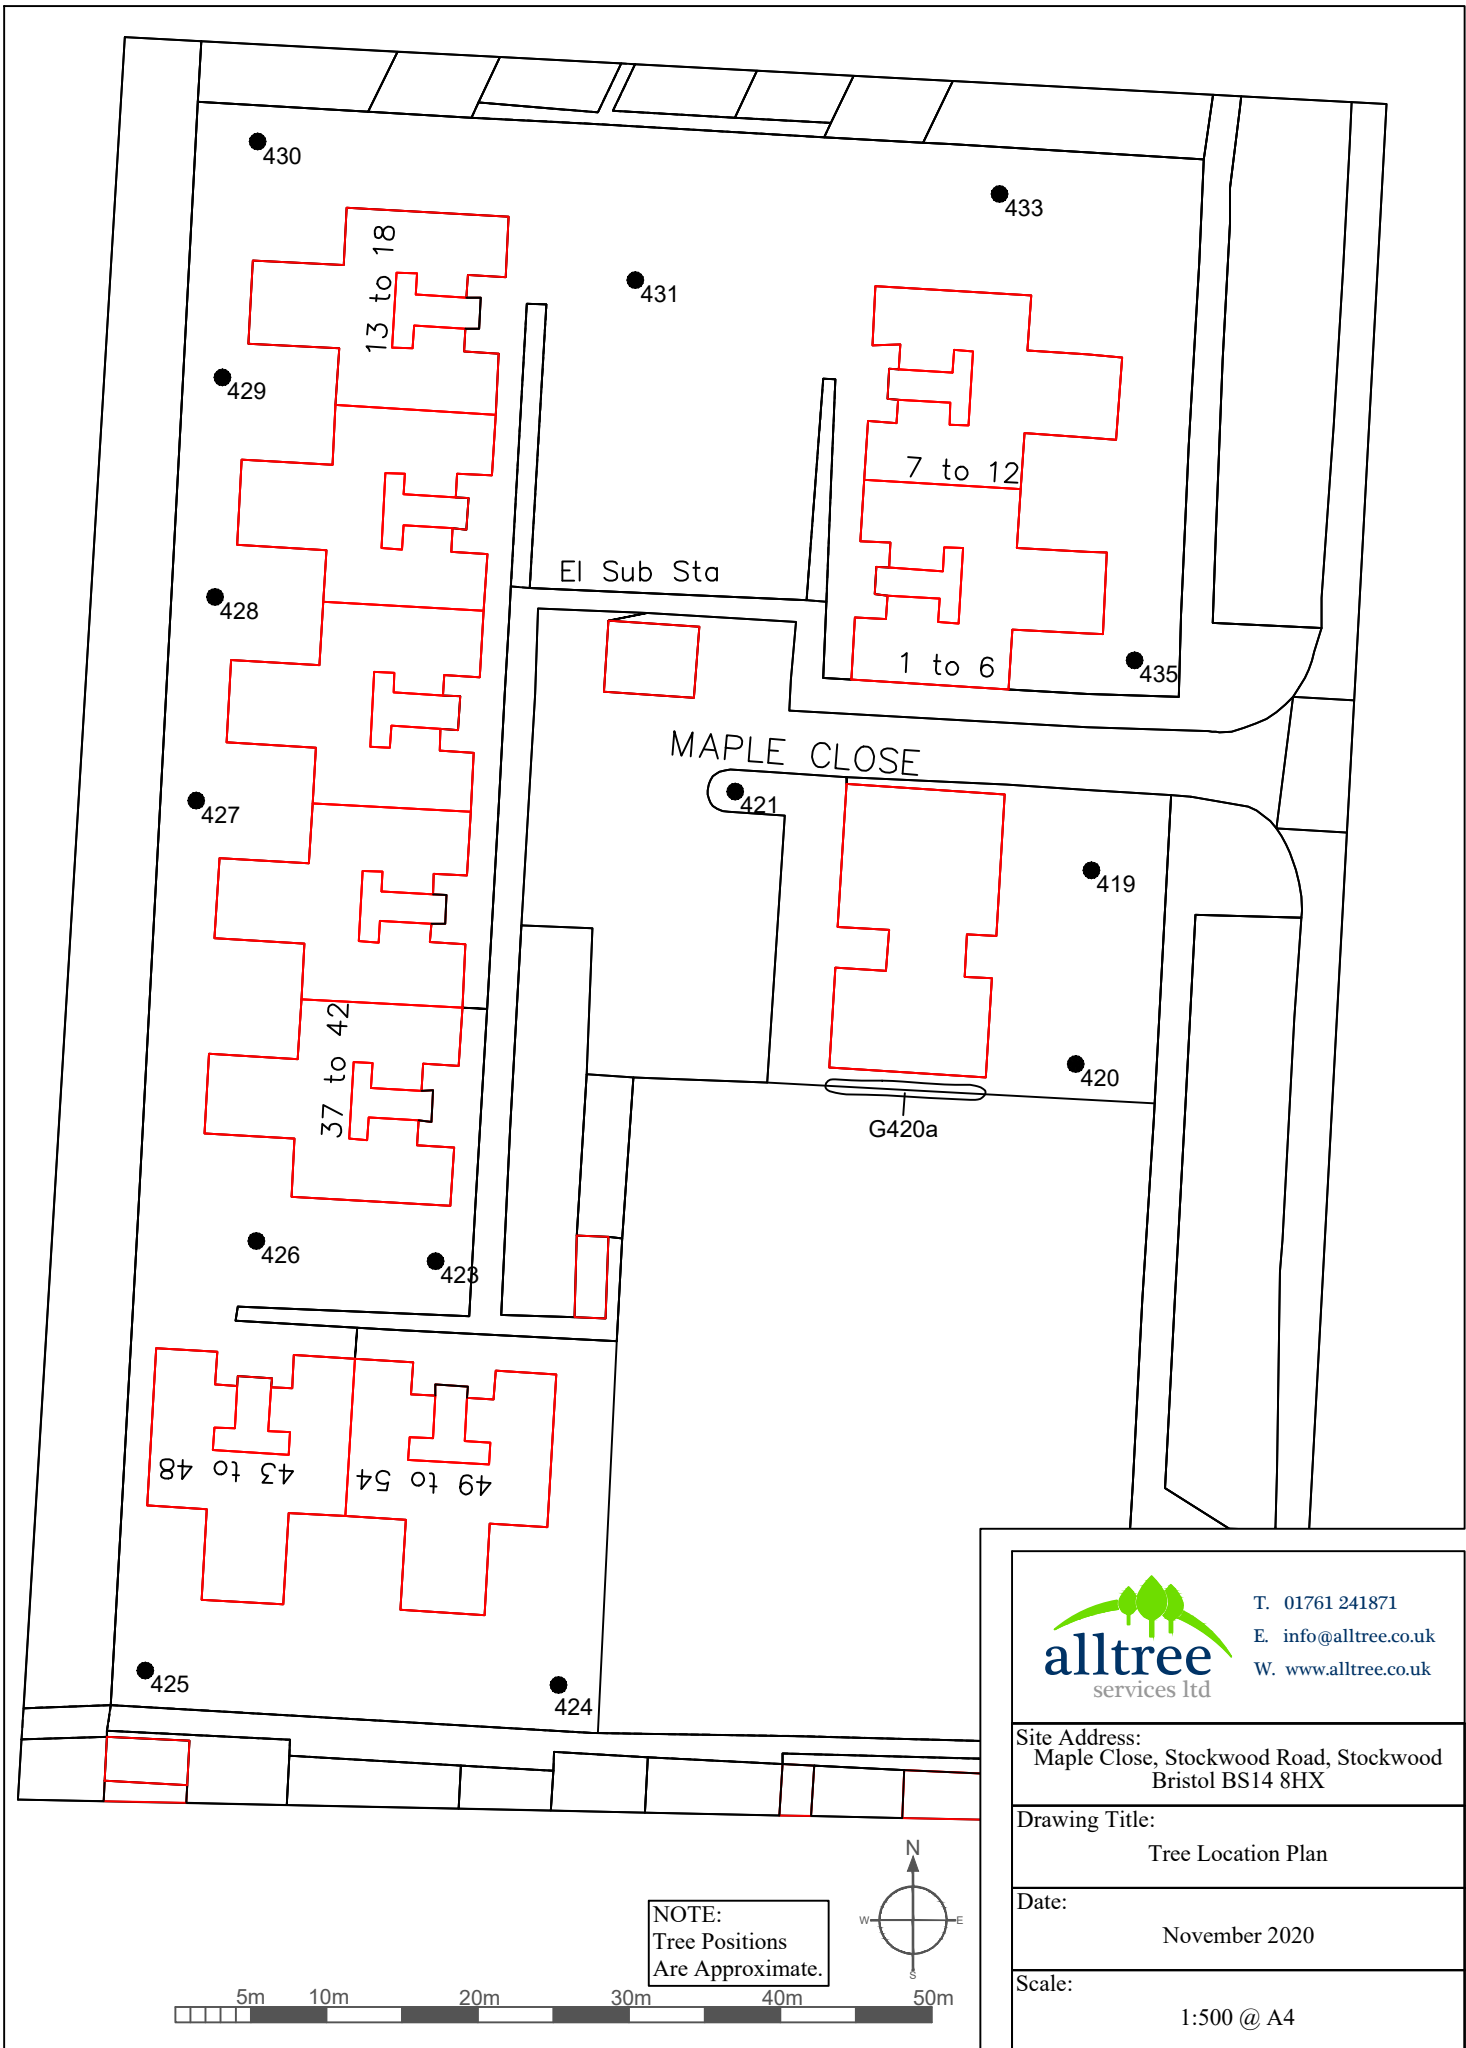 430
433
13 to 18
431
429
7 to 12
El Sub Sta
428
1 to 6
435
MAPLE CLOSE
421
427
419
37 to 42
420
G420a
426
423
43 to 48
49 to 54
425
424
alltree
services ltd
T. 01761 241871
E. info@alltree.co.uk
W. www.alltree.co.uk
Site Address:
Maple Close, Stockwood Road, Stockwood
Bristol BS14 8HX
Drawing Title:
Tree Location Plan
Date:
November 2020
Scale:
1:500 @ A4
NOTE:
Tree Positions
Are Approximate.
N
W E
S
5m 10m 20m 30m 40m 50m